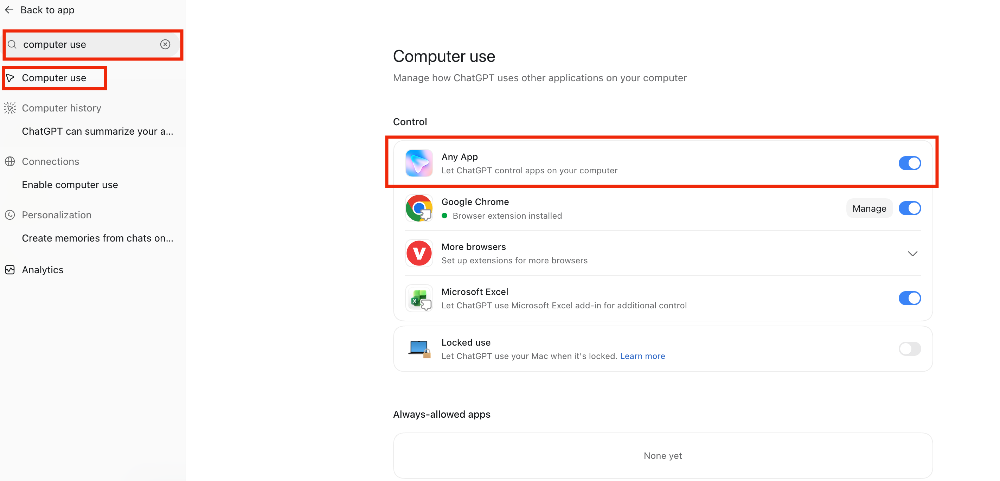 Back to app
computer use
Computer use
Computer history
ChatGPT can summarize your a...
Connections
Enable computer use
Personalization
Create memories from chats on...
Analytics
Computer use
Manage how ChatGPT uses other applications on your computer
Control
Any App
Let ChatGPT control apps on your computer
Google Chrome
Browser extension installed
Manage
More browsers
Set up extensions for more browsers
Microsoft Excel
Let ChatGPT use Microsoft Excel add-in for additional control
Locked use
Let ChatGPT use your Mac when it's locked. Learn more
Always-allowed apps
None yet